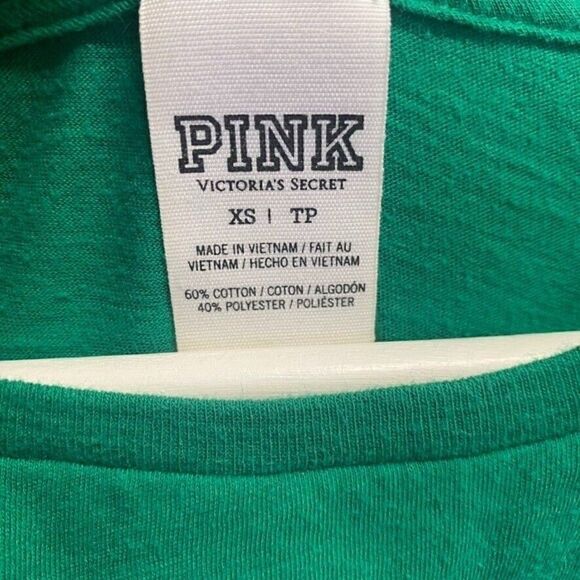 PINK
VICTORIA'S SECRET
XS | TP
MADE IN VIETNAM / FAIT AU
VIETNAM / HECHO EN VIETNAM
60% COTTON / COTON / ALGODÓN
40% POLYESTER / POLIÉSTER